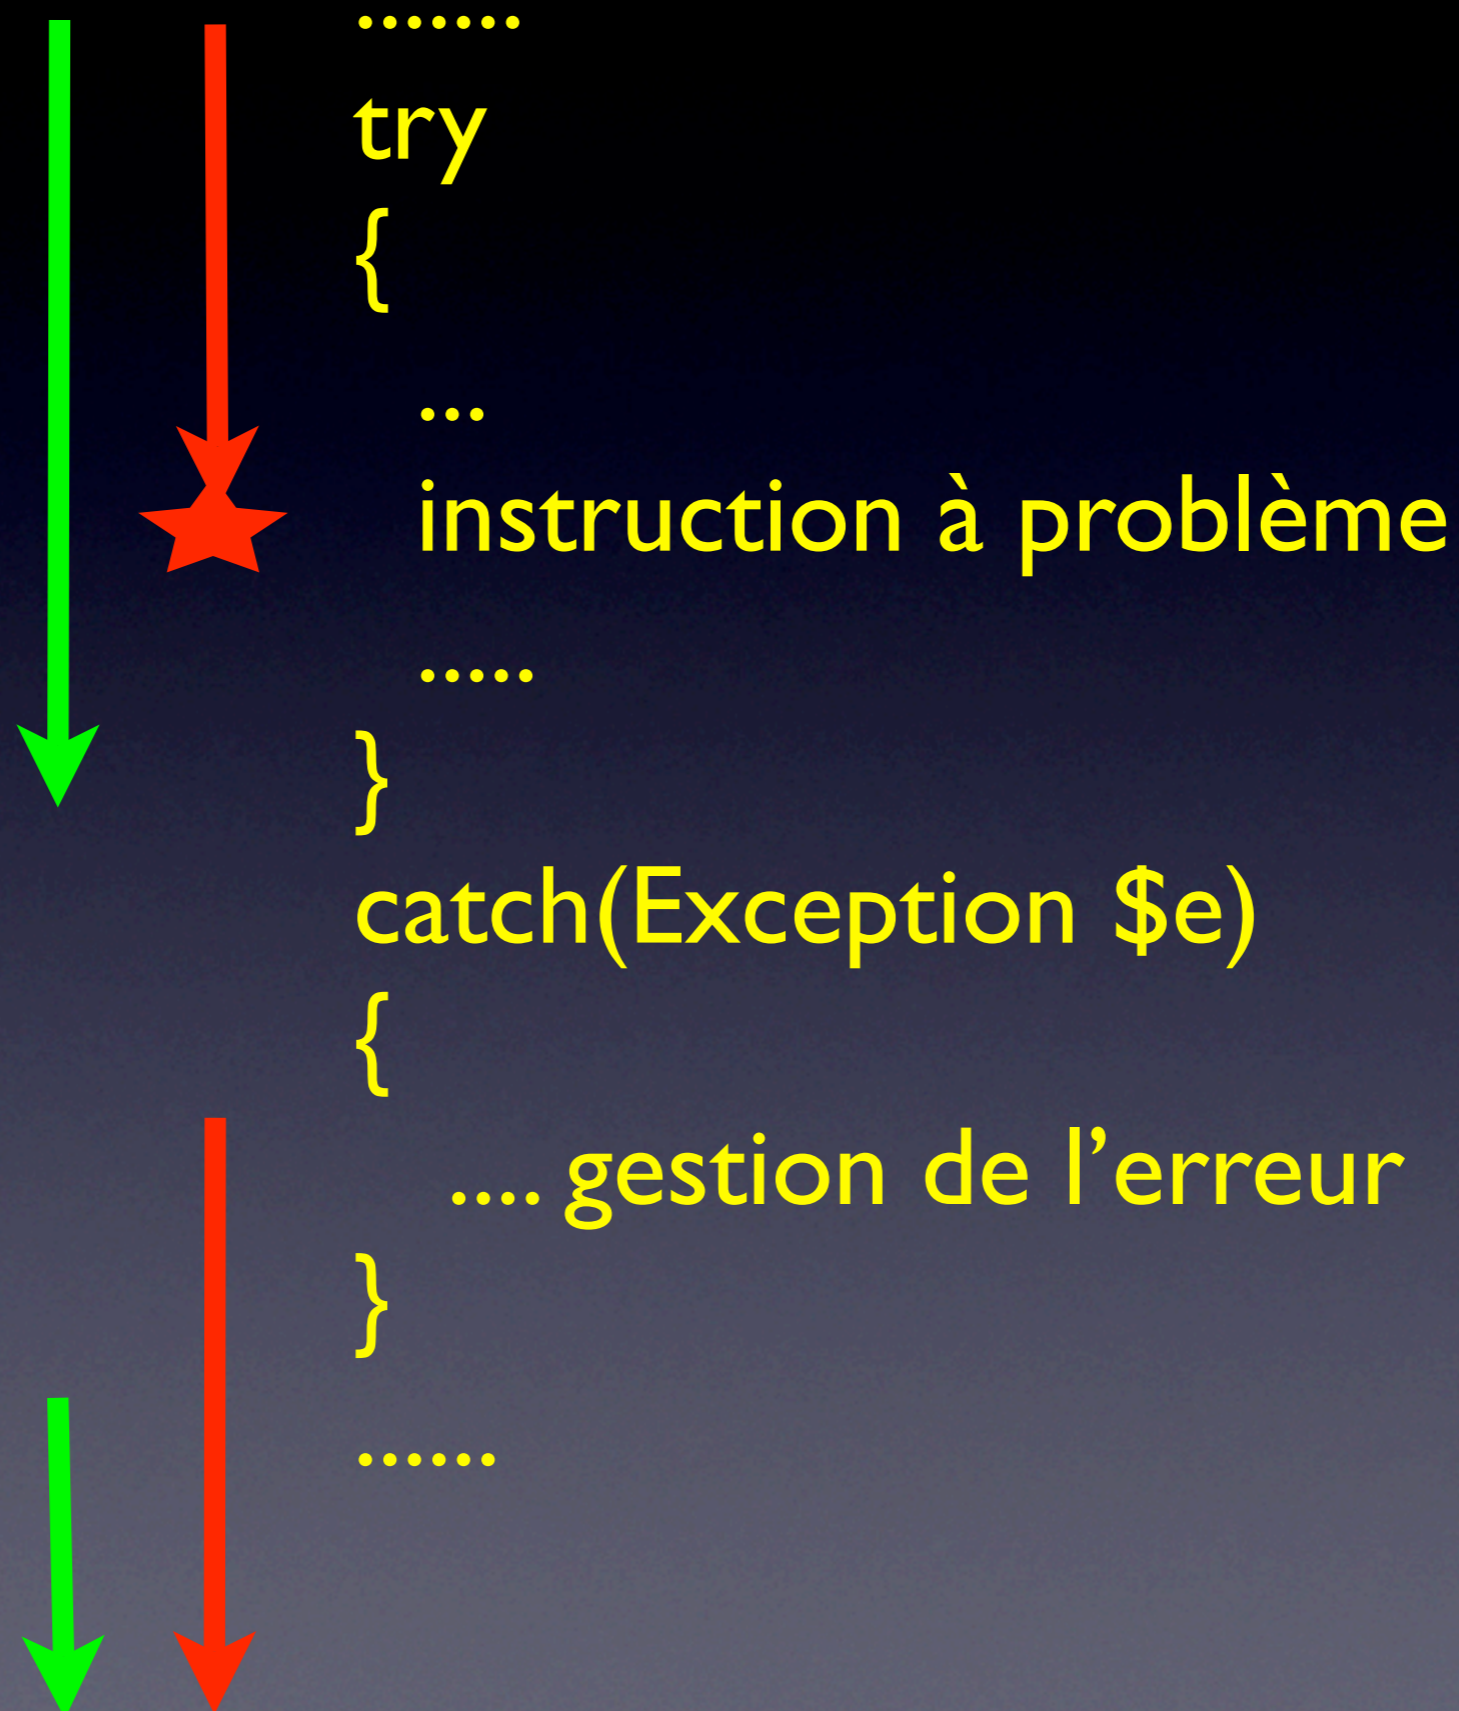 .......
try
{
...
instruction à problème
.....
}
catch(Exception $e)
{
.... gestion de l’erreur
}
......